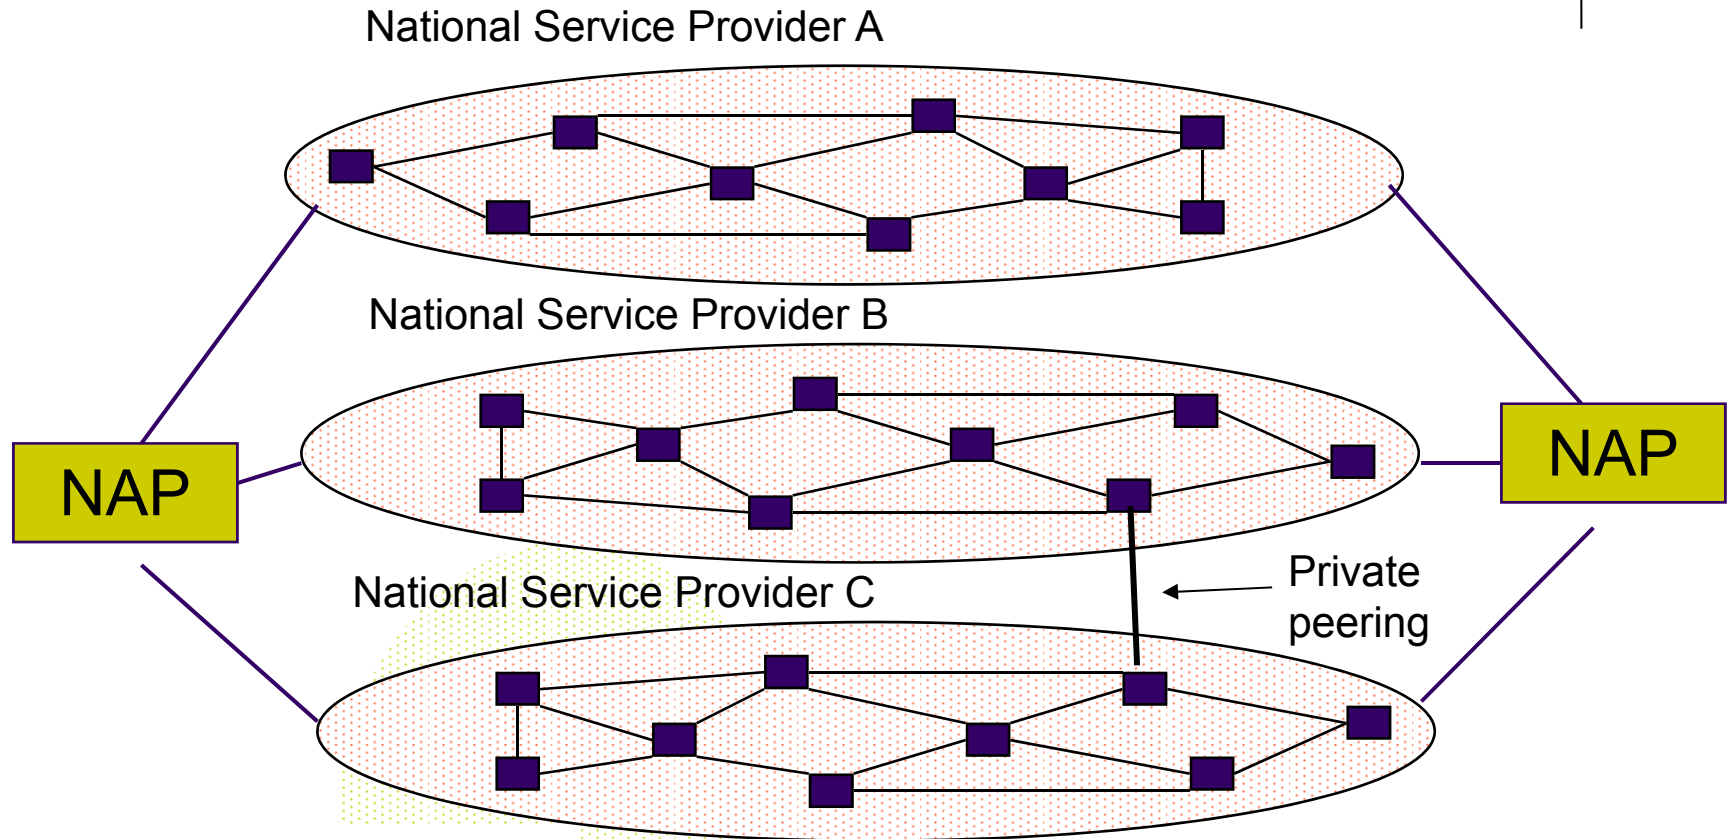 National Service Provider A
National Service Provider B
NAP
NAP
National Service Provider C
Private
peering